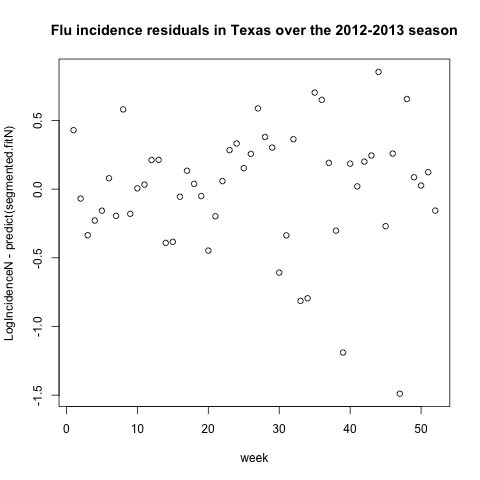 Flu incidence residuals in Texas over the 2012-2013 season
LogIncidenceN - predict(segmented.fitN)
0.5
0.0
-0.5
-1.0
-1.5
0 10 20 30 40 50
week